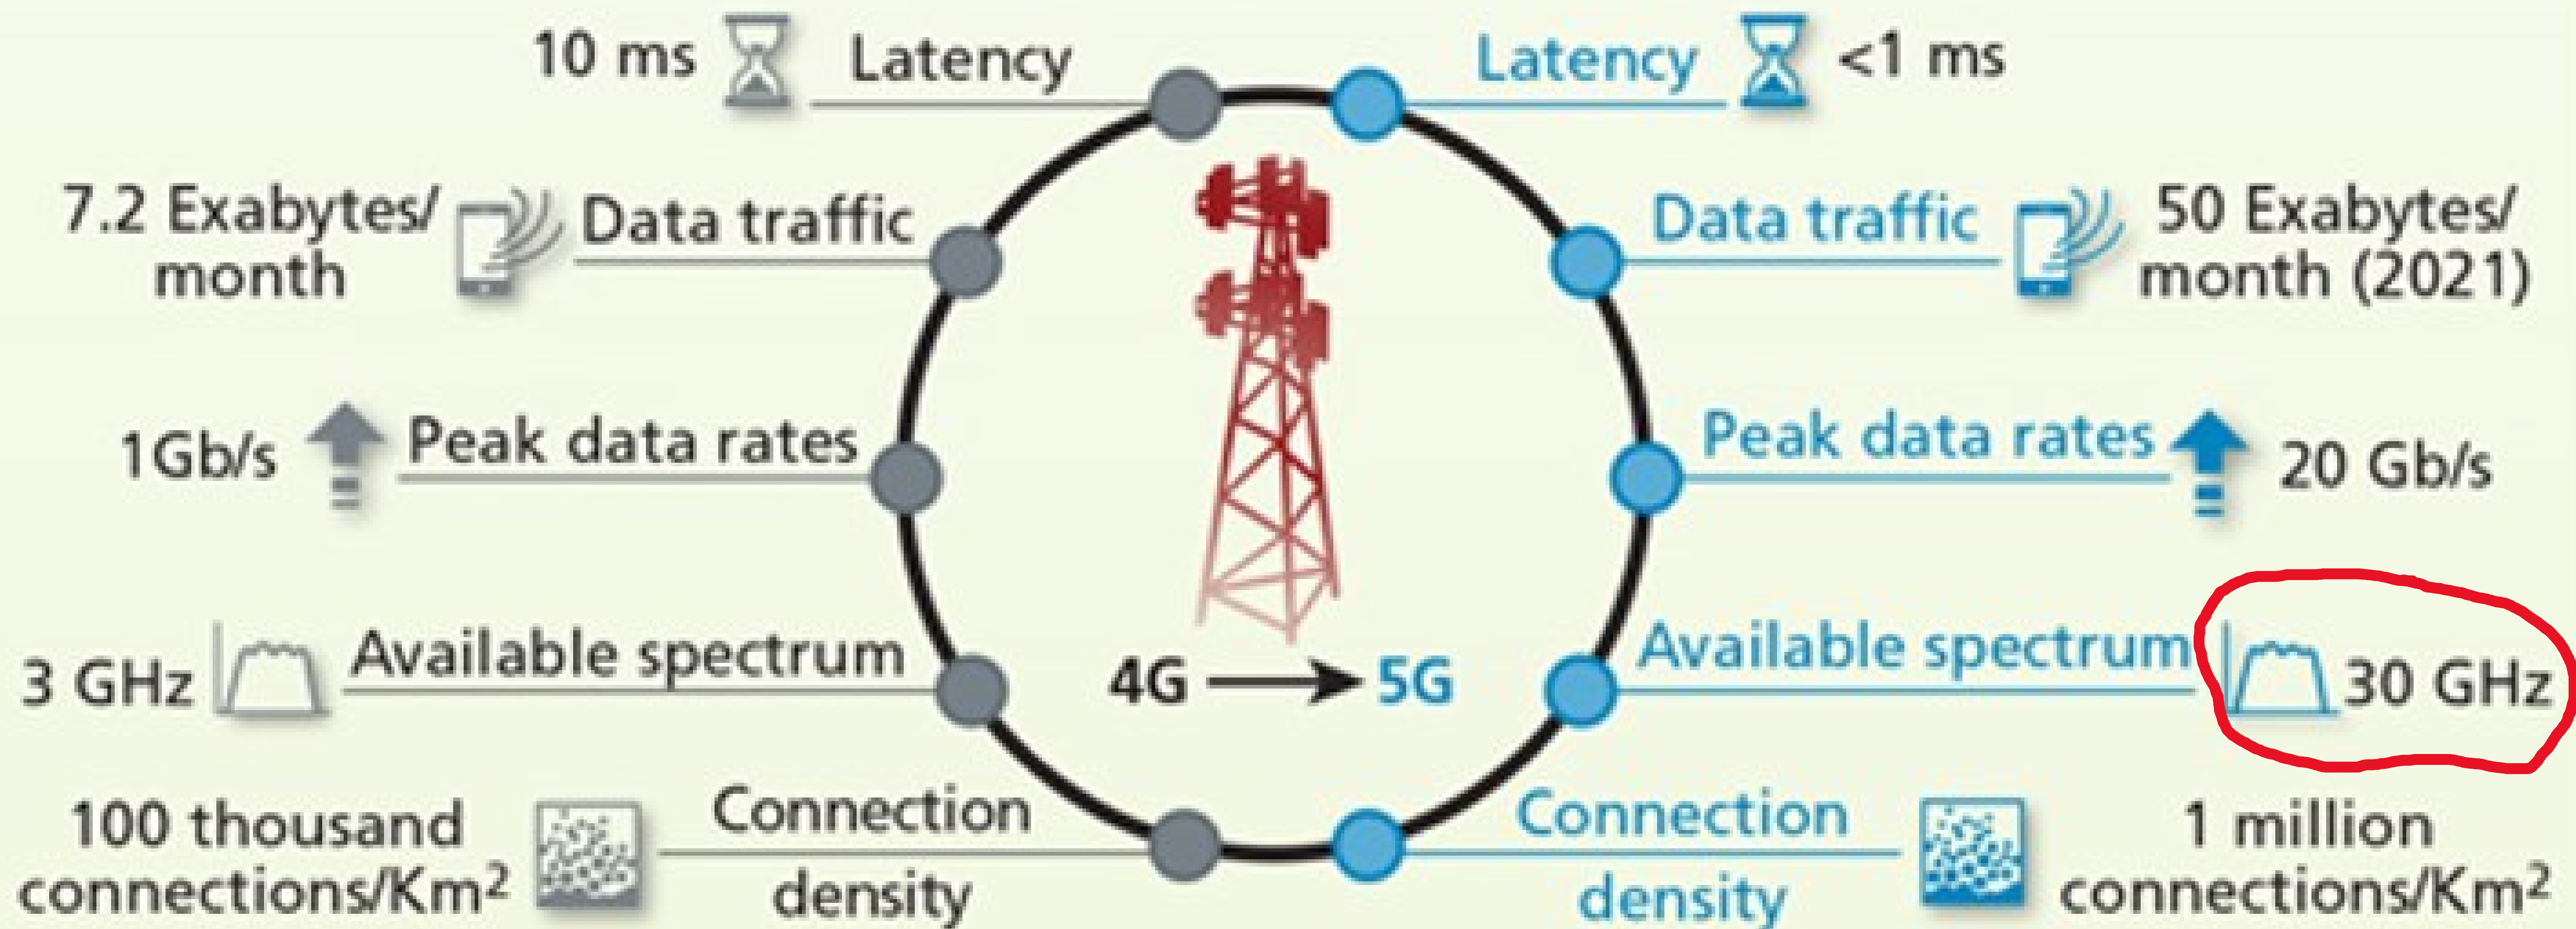 10 ms
Latency
Latency
<1 ms
7.2 Exabytes/
month
Data traffic
Data traffic
50 Exabytes/
month (2021)
1Gb/s
Peak data rates
Peak data rates
20 Gb/s
3 GHz
Available spectrum
4G
5G
Available spectrum
30 GHz
100 thousand
connections/Km²
Connection
density
Connection
density
1 million
connections/Km²